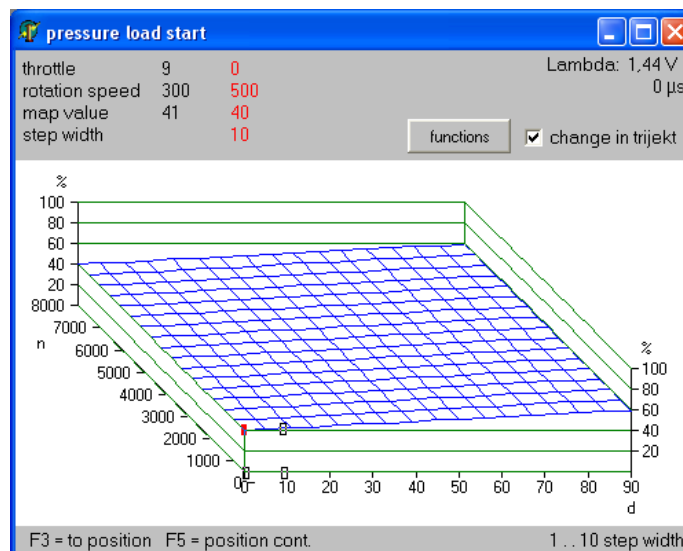 pressure load start
throttle 9 0
rotation speed 300 500
map value 41 40
step width 10
Lambda: 1,44 V
0 µs
functions
change in trijekt
%
100
80
60
40
20
8000
7000
6000
5000
4000
3000
2000
1000
0
n
%
100
80
60
40
20
0 10 20 30 40 50 60 70 80 90
d
F3 = to position F5 = position cont. 1 . . 10 step width